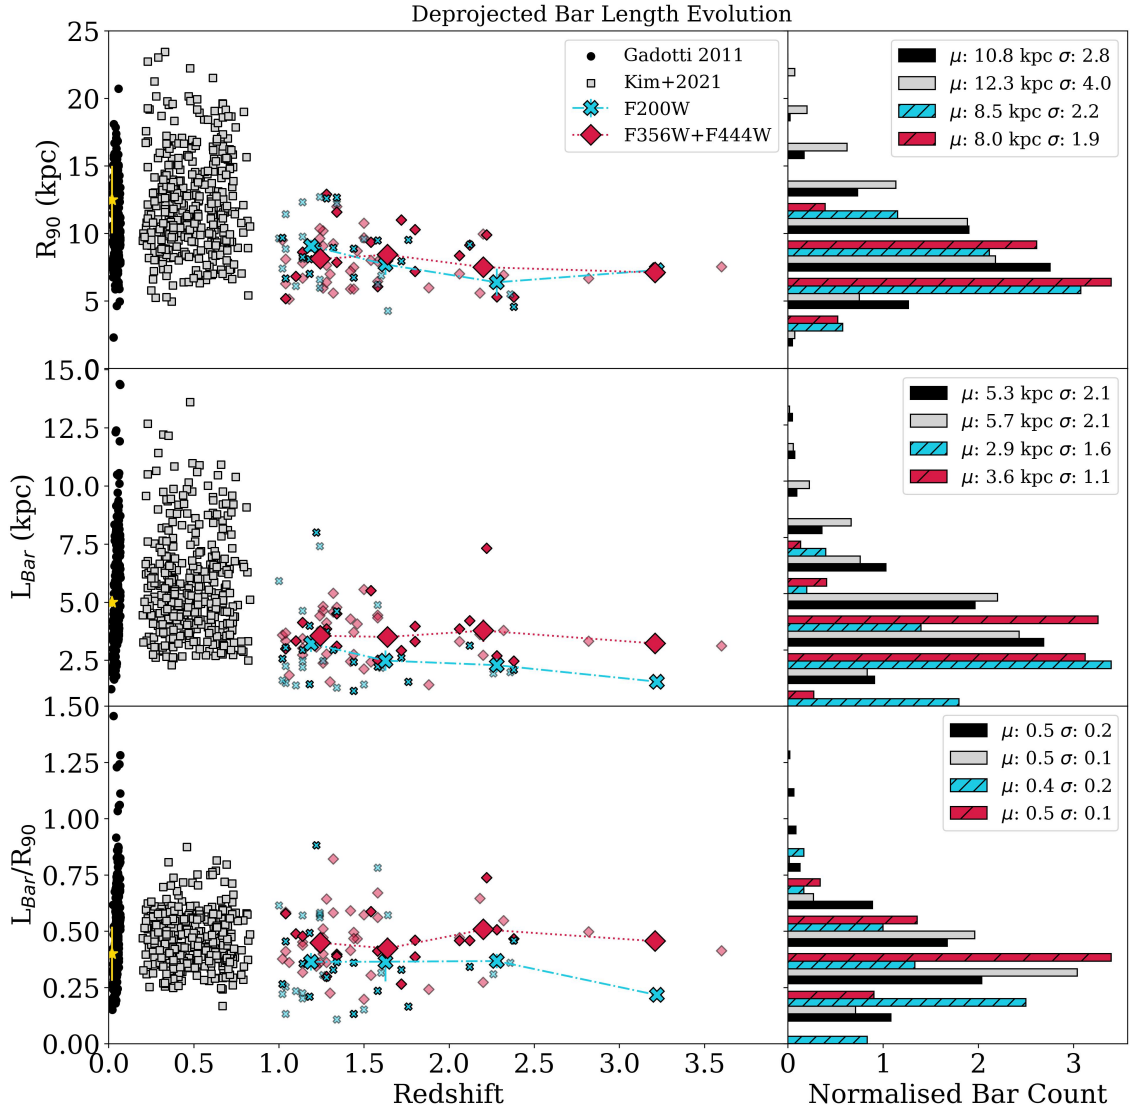 Deprojected Bar Length Evolution
R90 (kpc)
25
20
15
10
5
0
Gadotti 2011
Kim+2021
F200W
F356W+F444W
μ: 10.8 kpc σ: 2.8
μ: 12.3 kpc σ: 4.0
μ: 8.5 kpc σ: 2.2
μ: 8.0 kpc σ: 1.9
LBar (kpc)
15.0
12.5
10.0
7.5
5.0
2.5
μ: 5.3 kpc σ: 2.1
μ: 5.7 kpc σ: 2.1
μ: 2.9 kpc σ: 1.6
μ: 3.6 kpc σ: 1.1
LBar/R90
1.50
1.25
1.00
0.75
0.50
0.25
0.00
μ: 0.5 σ: 0.2
μ: 0.5 σ: 0.1
μ: 0.4 σ: 0.2
μ: 0.5 σ: 0.1
0.0 0.5 1.0 1.5 2.0 2.5 3.0 3.5
Redshift
0 1 2 3
Normalised Bar Count